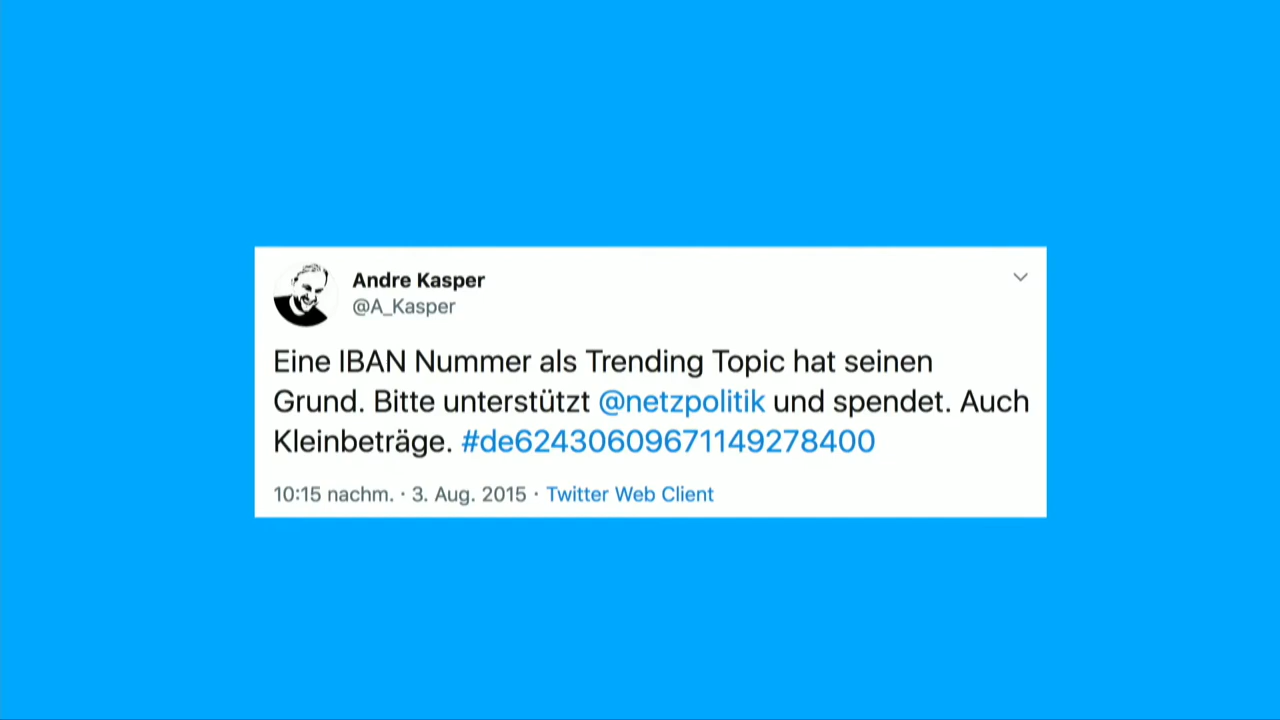 Andre Kasper
@A_Kasper
Eine IBAN Nummer als Trending Topic hat seinen
Grund. Bitte unterstützt @netzpolitik und spendet. Auch
Kleinbeträge. #de62430609671149278400
10:15 nachm. · 3. Aug. 2015 · Twitter Web Client